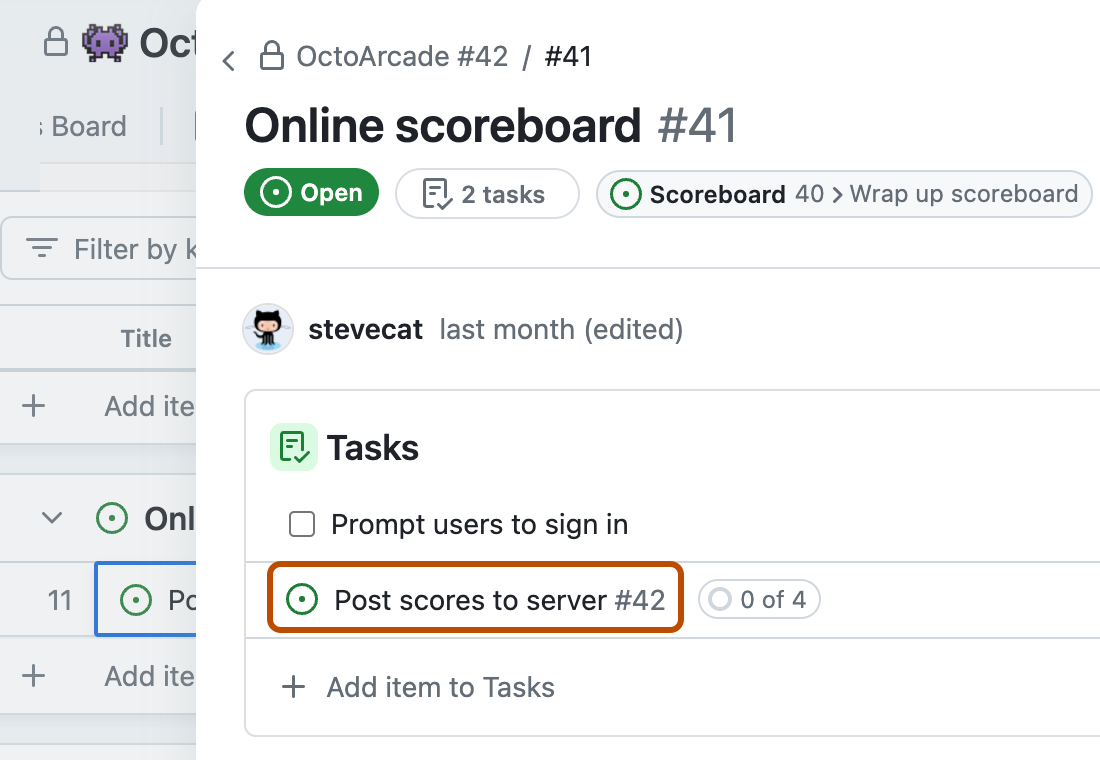 Oct
OctoArcade #42 / #41
s Board
Online scoreboard #41
Open
2 tasks
Scoreboard 40 > Wrap up scoreboard
Filter by k
stevecat last month (edited)
Title
Add ite
Tasks
Onl
Prompt users to sign in
11
Po
Post scores to server #42
0 of 4
Add ite
Add item to Tasks